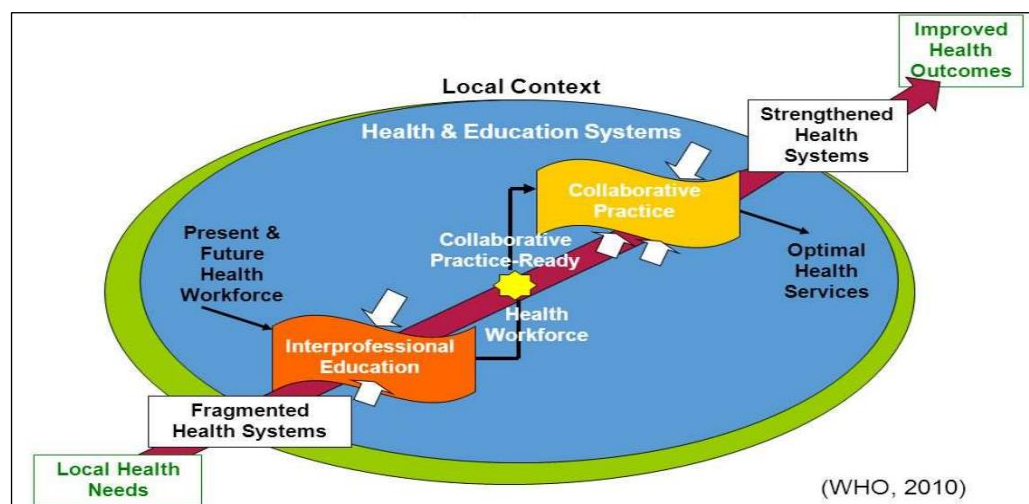 Improved
Health
Outcomes
Local Context
Strengthened
Health
Systems
Health & Education Systems
Collaborative
Practice
Present &
Future
Health
Workforce
Collaborative
Practice-Ready
Optimal
Health
Services
Health
Workforce
Interprofessional
Education
Fragmented
Health Systems
Local Health
Needs
(WHO, 2010)